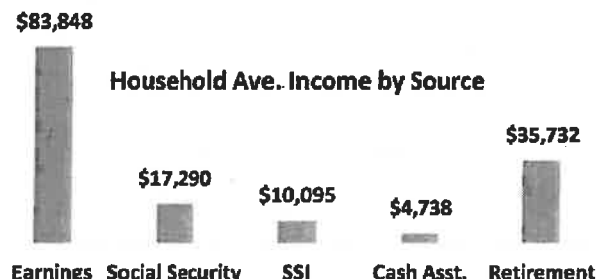 $83,848
Household Ave. Income by Source
$35,732
$17,290
$10,095
$4,738
Earnings Social Security SSI Cash Asst. Retirement